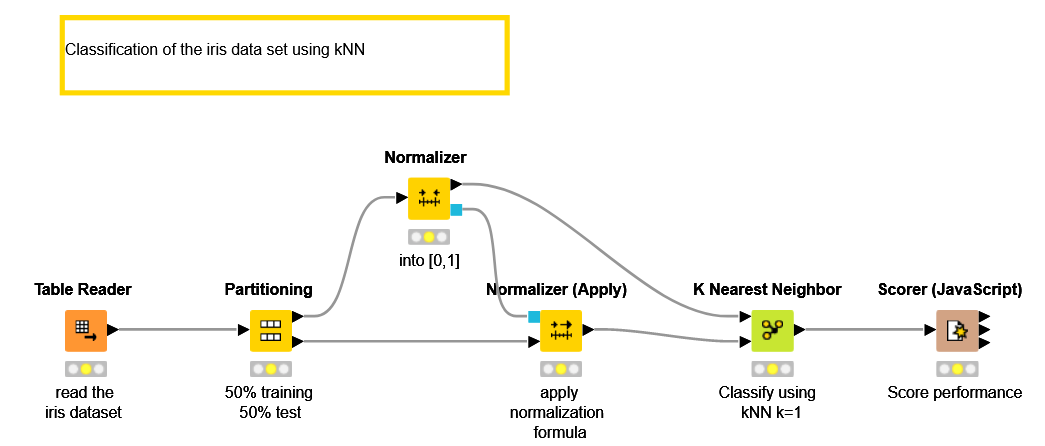 Classification of the iris data set using kNN
Normalizer
into [0,1]
Table Reader
read the
iris dataset
Partitioning
50% training
50% test
Normalizer (Apply)
apply
normalization
formula
K Nearest Neighbor
Classify using
kNN k=1
Scorer (JavaScript)
Score performance